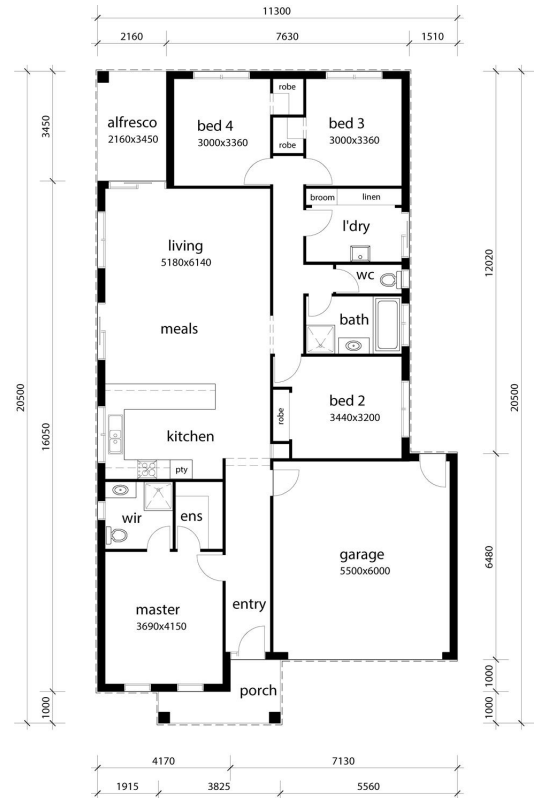 11300
2160 7630 1510
robe
bed 4
3000x3360
bed 3
3000x3360
alfresco
2160x3450
robe
3450
broom linen
l'dry
living
5180x6140
12020
wc
meals
bath
20500
16050
20500
bed 2
3440x3200
robe
kitchen
pty
wir
ens
garage
5500x6000
6480
master
3690x4150
entry
porch
1000
1000
1000
4170 7130
1915 3825 5560